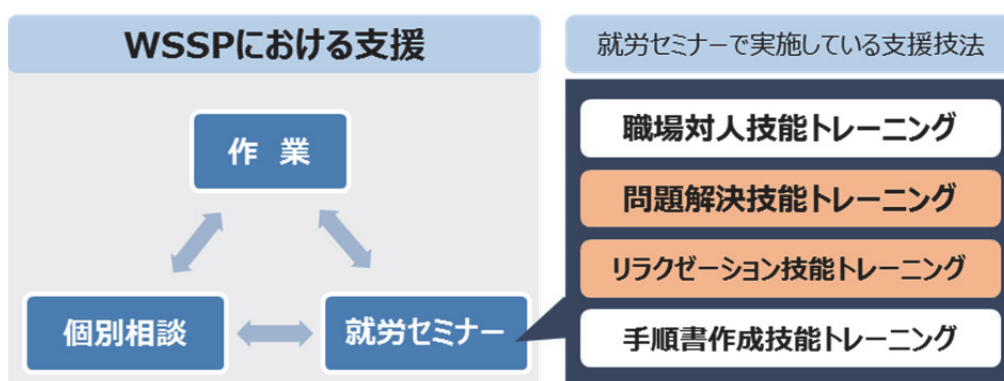 WSSPにおける支援
作 業
個別相談
就労セミナー
就労セミナーで実施している支援技法
職場対人技能トレーニング
問題解決技能トレーニング
リラクゼーション技能トレーニング
手順書作成技能トレーニング